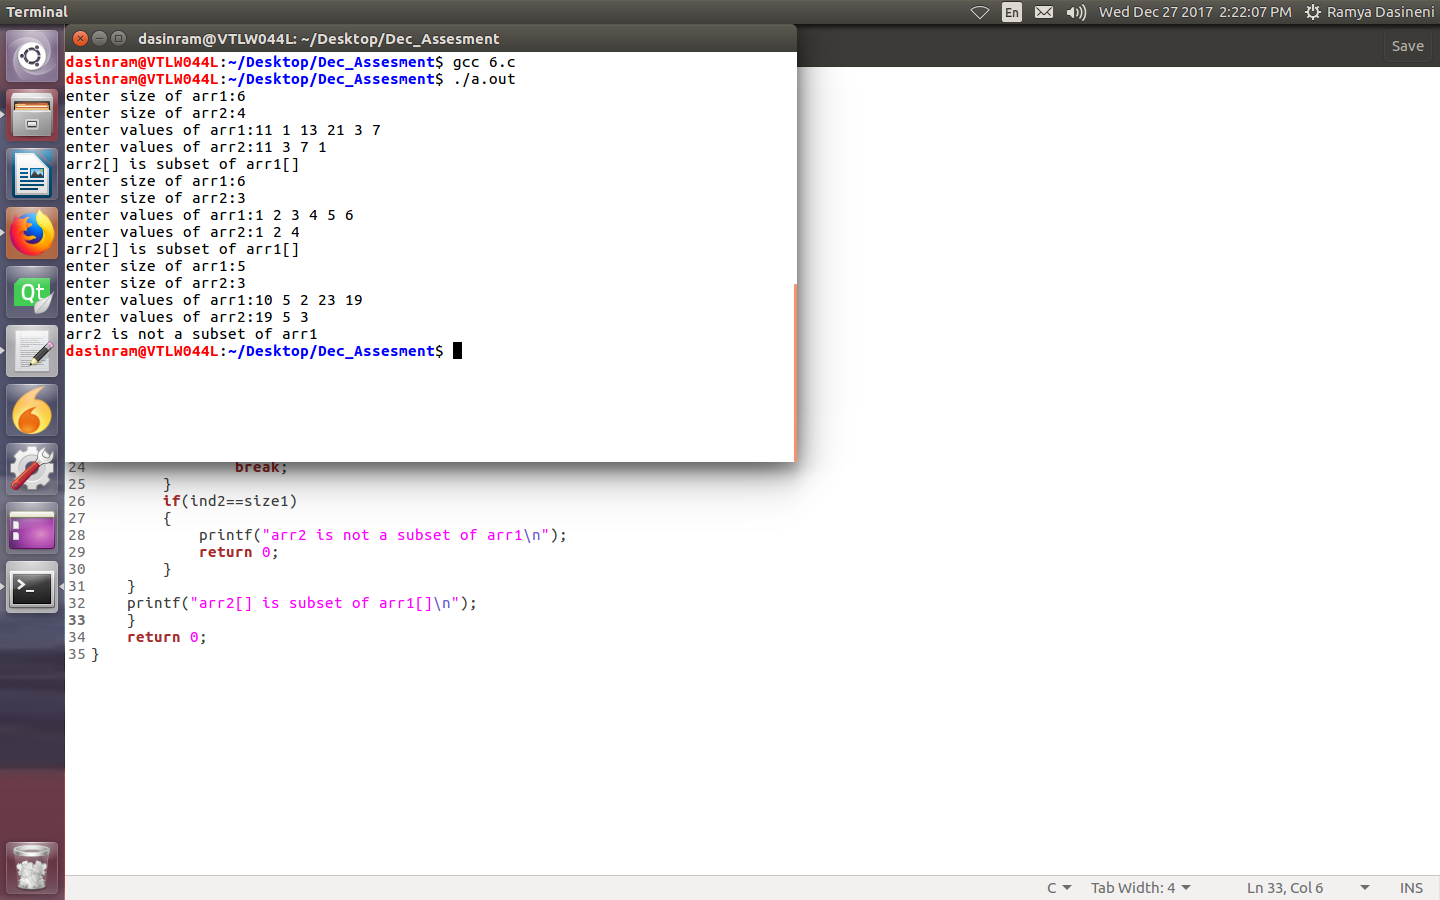 Terminal
En
Wed Dec 27 2017 2:22:07 PM
Ramya Dasineni
dasinram@VTLW044L: ~/Desktop/Dec_Assesment
Save
dasinram@VTLW044L:~/Desktop/Dec_Assesment$ gcc 6.c
dasinram@VTLW044L:~/Desktop/Dec_Assesment$ ./a.out
enter size of arr1:6
enter size of arr2:4
enter values of arr1:11 1 13 21 3 7
enter values of arr2:11 3 7 1
arr2[] is subset of arr1[]
enter size of arr1:6
enter size of arr2:3
enter values of arr1:1 2 3 4 5 6
enter values of arr2:1 2 4
arr2[] is subset of arr1[]
enter size of arr1:5
enter size of arr2:3
enter values of arr1:10 5 2 23 19
enter values of arr2:19 5 3
arr2 is not a subset of arr1
dasinram@VTLW044L:~/Desktop/Dec_Assesment$
Qt
24 break;
25 }
26 if(ind2==size1)
27 {
28 printf("arr2 is not a subset of arr1\n");
29 return 0;
30 }
31 }
32 printf("arr2[] is subset of arr1[]\n");
33 }
34 return 0;
35 }
>_
C
Tab Width: 4
Ln 33, Col 6
INS